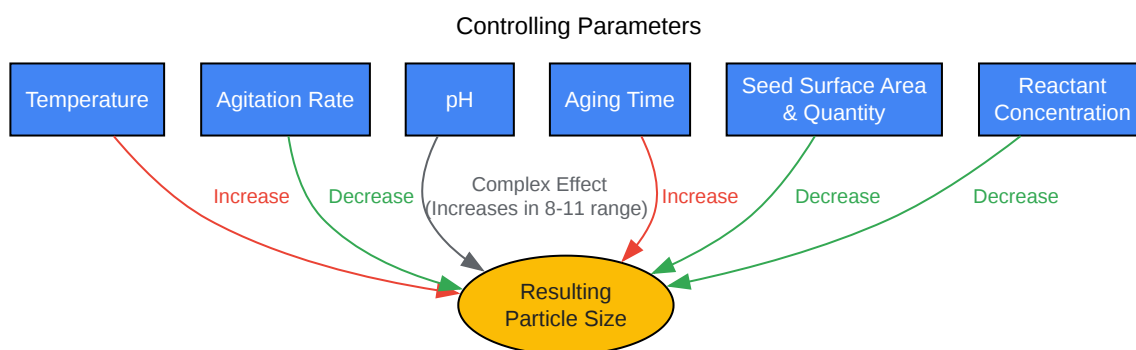 Controlling Parameters
Temperature
Agitation Rate
pH
Aging Time
Seed Surface Area
& Quantity
Reactant
Concentration
Increase
Decrease
Complex Effect
(Increases in 8-11 range)
Increase
Decrease
Decrease
Resulting
Particle Size